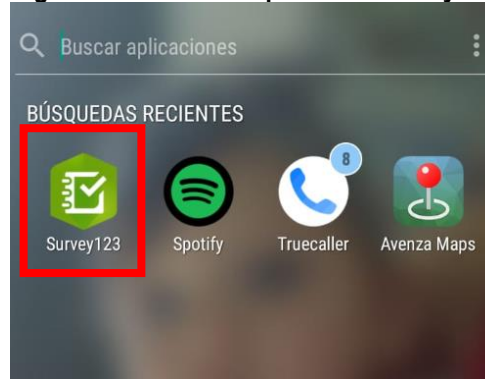 Buscar aplicaciones
BÚSQUEDAS RECIENTES
8
Survey123
Spotify
Truecaller
Avenza Maps